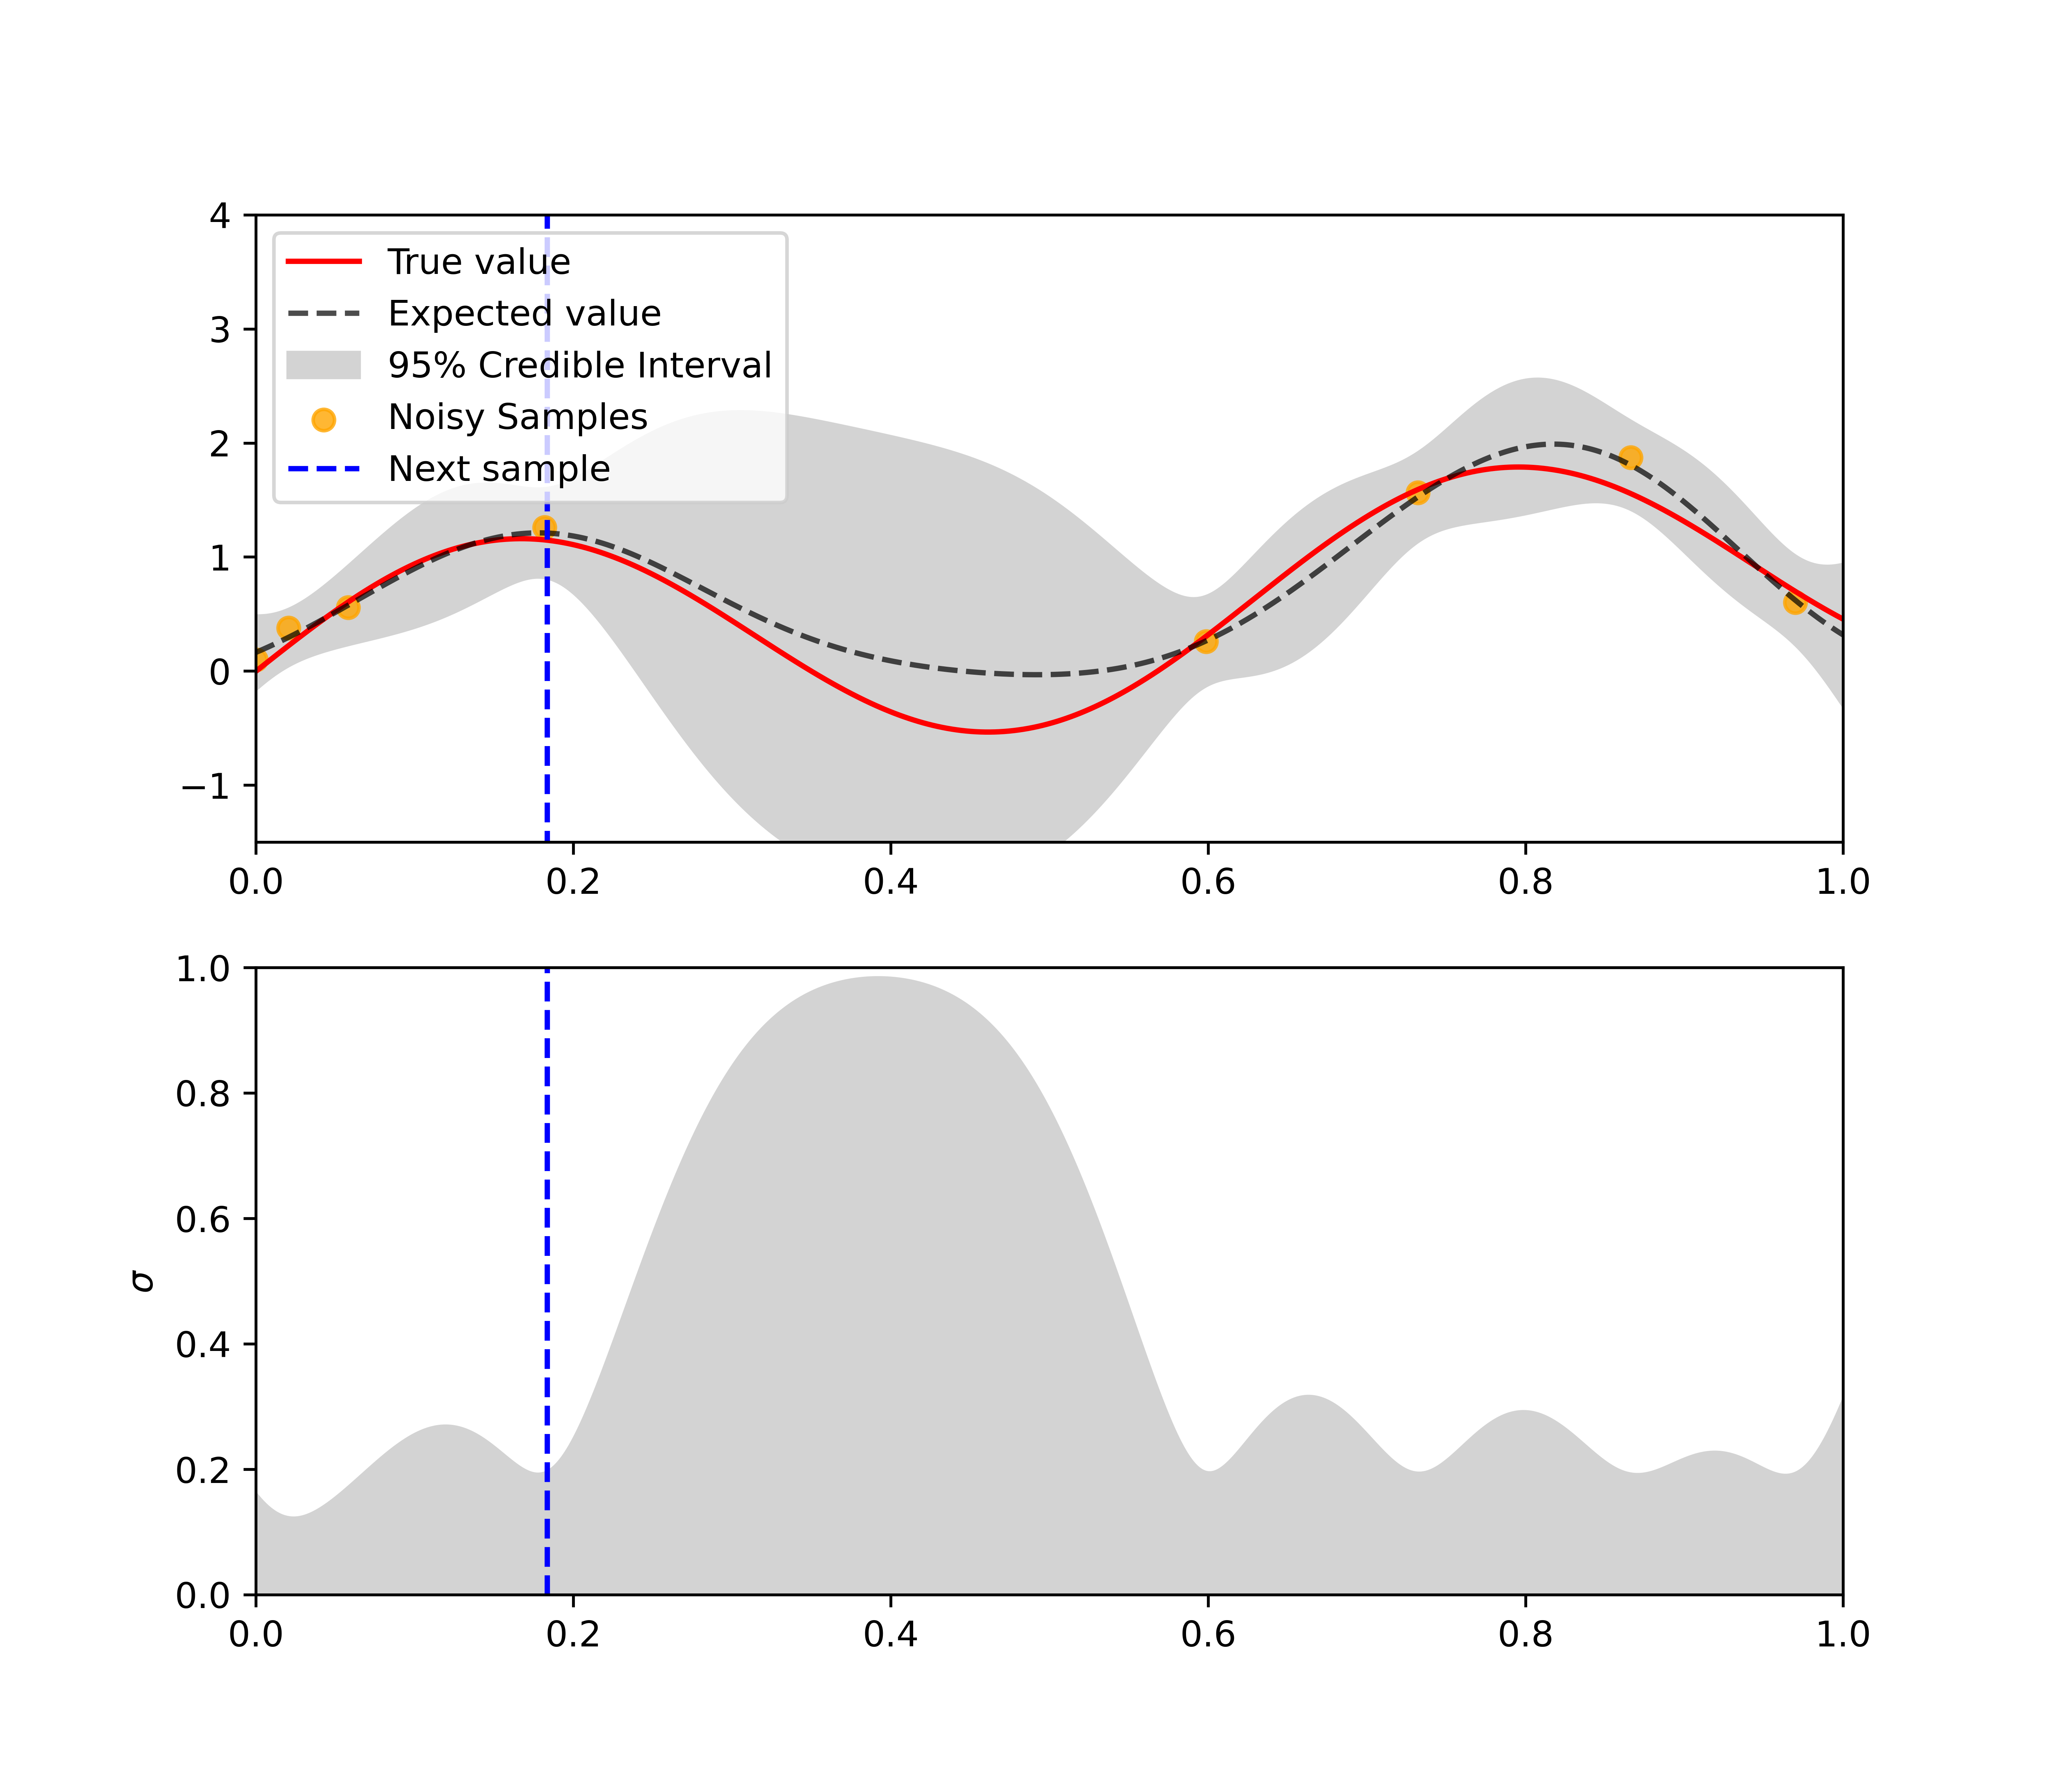 4
3
2
1
0
−1
True value
Expected value
95% Credible Interval
Noisy Samples
Next sample
0.0 0.2 0.4 0.6 0.8 1.0
1.0
0.8
0.6
0.4
0.2
0.0
σ
0.0 0.2 0.4 0.6 0.8 1.0